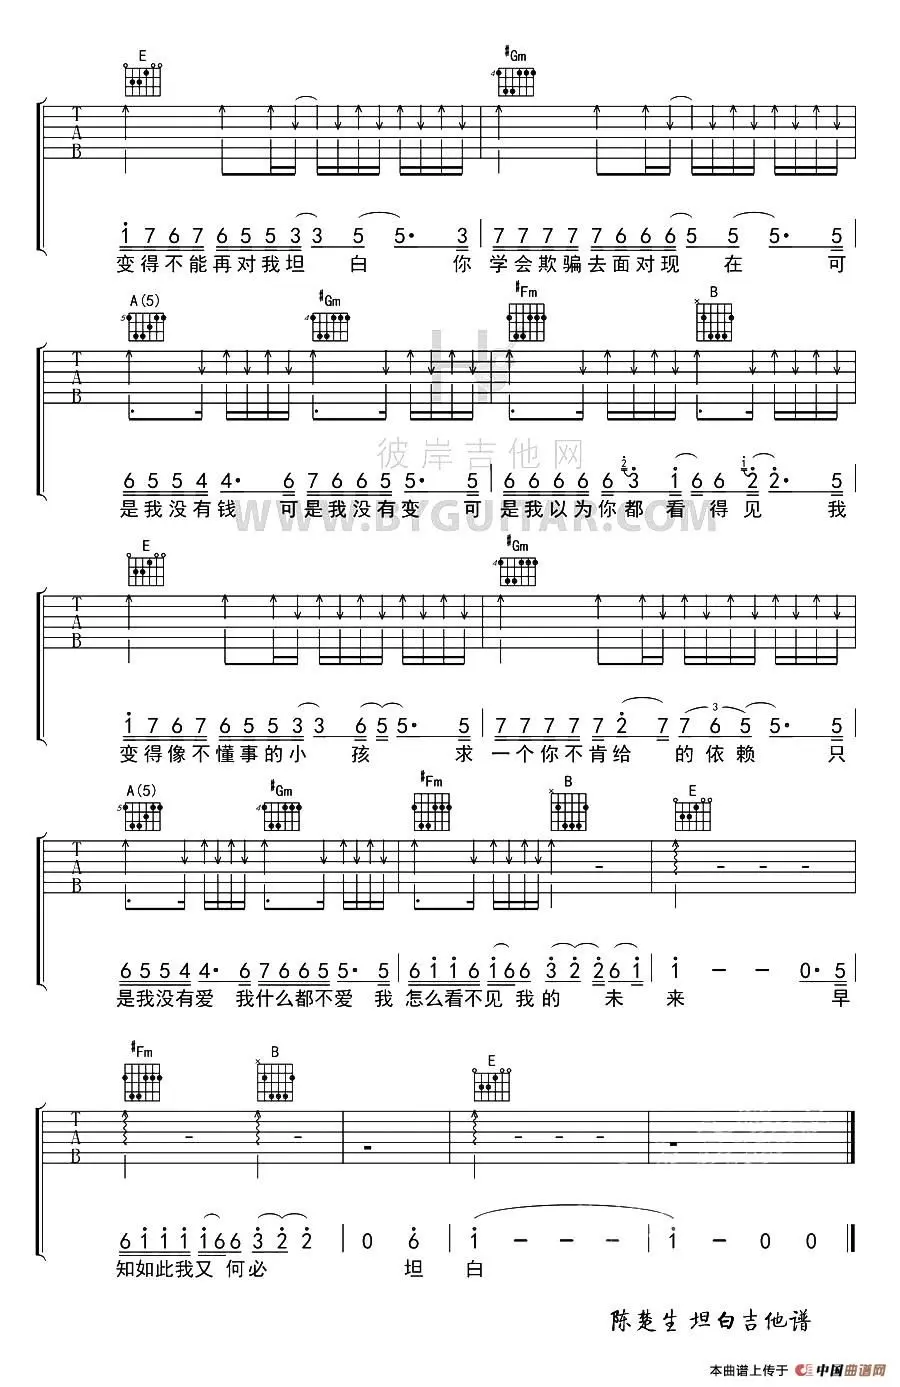 E #Gm
T A B
1 7 6 7 6 5 5 3 3 5 5· 3 7 7 7 7 7 6 6 6 5 5 5· 5
变得不能再对我坦 白 你 学会欺骗去面对现 在 可
A(5) #Gm #Fm B
T A B
彼岸吉他网
6 5 5 4 4· 6 7 6 6 5 5· 5 6 6 6 6 6 3 1 6 6 2 2· 5
是我没有钱 可是我没有变 可 是我以为你都看得见 我
WWW.BYGUITAR.COM
E #Gm
T A B
1 7 6 7 6 5 5 3 3 6 5 5· 5 7 7 7 7 7 2· 7 7 6 5 5· 5
变得像不懂事的小 孩 求 一个你不肯给 的依赖 只
A(5) #Gm #Fm B E
T A B
6 5 5 4 4· 6 7 6 6 5 5· 5 6 1 1 6 1 6 3 2 2 6 1 1 – – 0· 5
是我没有爱 我什么都不爱 我 怎么看不见我的 未 来 早
#Fm B E
T A B
6 1 1 1 1 6 6 3 2 2 0 6 1 – – – 1 – 0 0
知如此我又 何必 坦 白
陈楚生 坦白吉他谱
本曲谱上传于 中国曲谱网